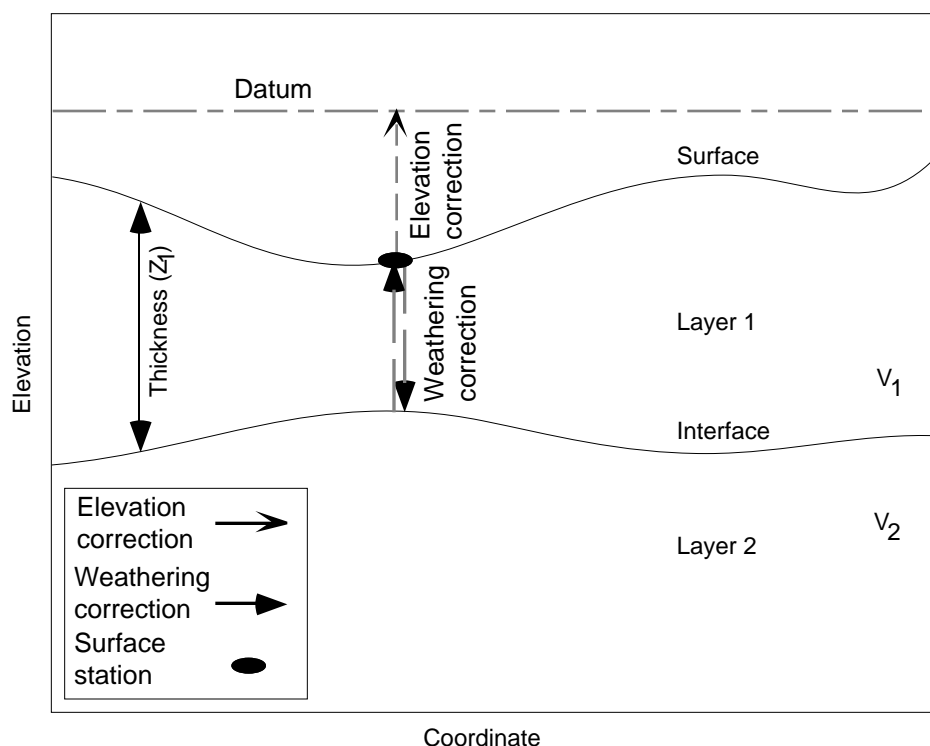 Datum
Surface
Elevation
correction
Thickness (Z1)
Weathering
correction
Layer 1
V1
Elevation
Interface
Layer 2
V2
Elevation
correction
Weathering
correction
Surface
station
Coordinate